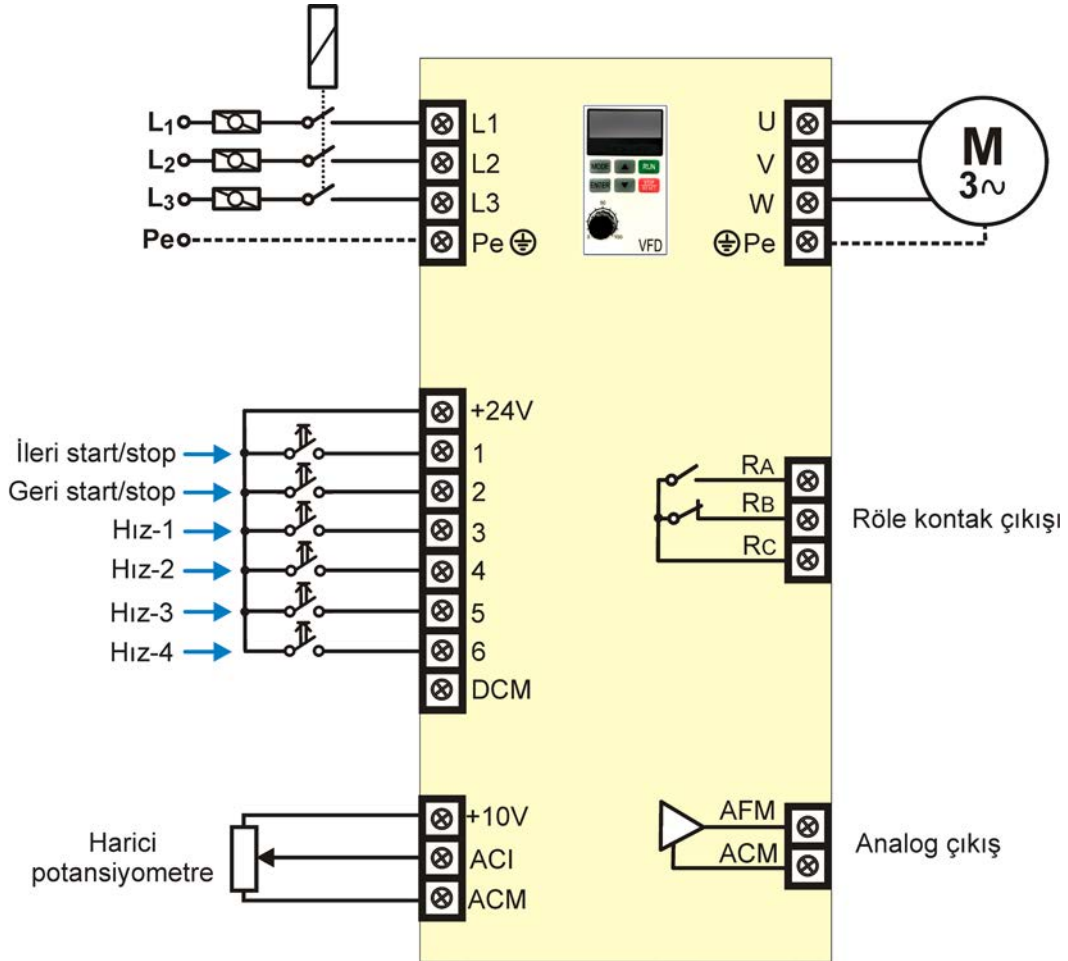 L1 L1 U
L2 L2 V M
L3 L3 W 3~
Pe Pe Pe
MODE RUN
ENTER STOP
VFD
+24V
İleri start/stop 1
Geri start/stop 2
Hız-1 3
Hız-2 4
Hız-3 5
Hız-4 6
DCM
RA
RB Röle kontak çıkışı
RC
+10V
Harici potansiyometre ACI
ACM
AFM
ACM
Analog çıkış